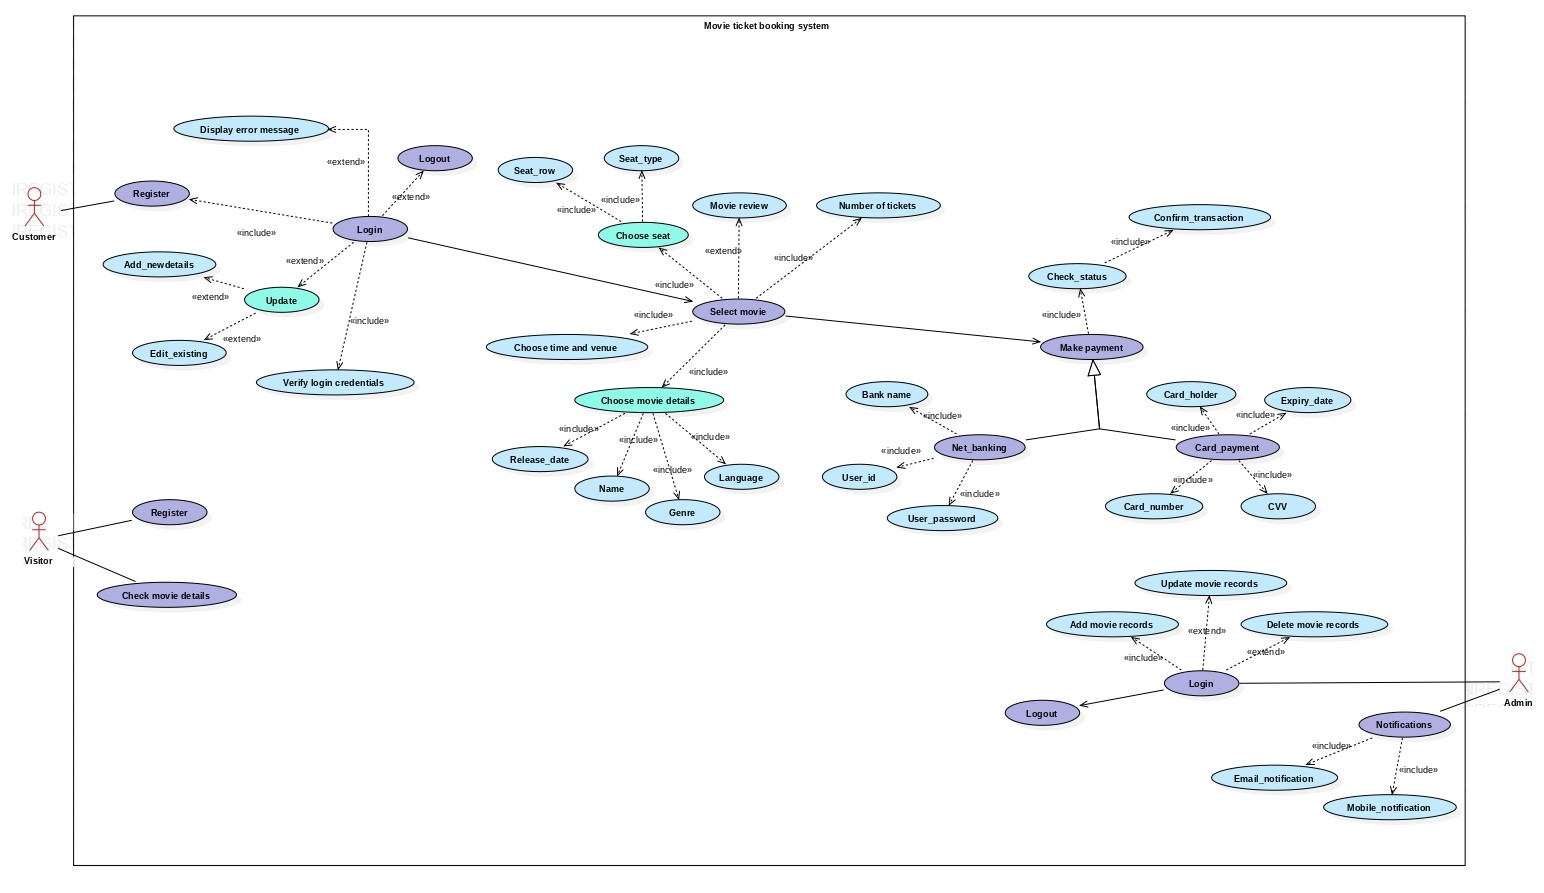 Movie ticket booking system
Display error message
«extend»
Logout
«extend»
Seat_row
Seat_type
«include»
«include»
Choose seat
Movie review
«extend»
Number of tickets
«include»
Confirm_transaction
«include»
Check_status
«include»
Customer
Register
«include»
Login
Add_newdetails
«extend»
«extend»
Update
«extend»
Edit_existing
«include»
Verify login credentials
«include»
Select movie
«include»
Choose time and venue
«include»
Make payment
Choose movie details
«include»
Release_date
«include»
Name
«include»
Genre
«include»
Language
Bank name
«include»
Net_banking
«include»
User_id
«include»
User_password
Card_holder
«include»
Expiry_date
«include»
Card_payment
«include»
Card_number
«include»
CVV
Visitor
Register
Check movie details
Update movie records
Add movie records
«extend»
Delete movie records
«include»
«extend»
Login
Logout
Admin
Notifications
«include»
Email_notification
«include»
Mobile_notification